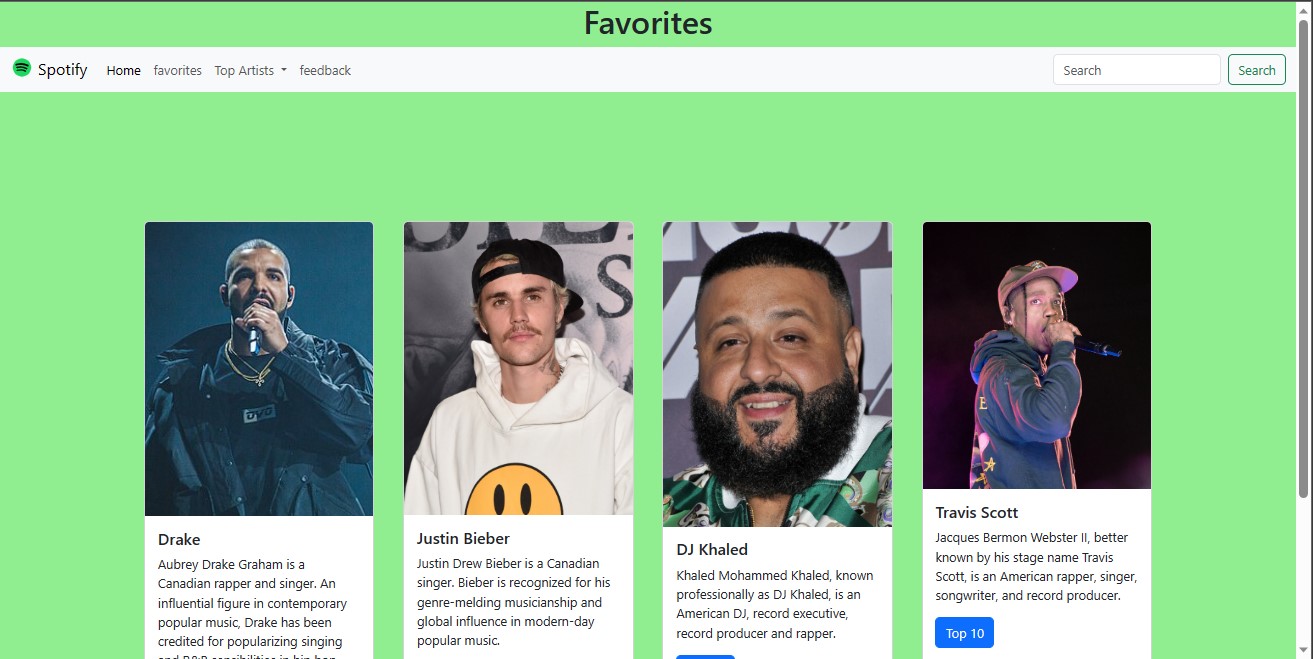 Favorites
Spotify Home favorites Top Artists feedback Search Search
OVO
S
E
Drake
Aubrey Drake Graham is a
Canadian rapper and singer. An
influential figure in contemporary
popular music, Drake has been
credited for popularizing singing
Justin Bieber
Justin Drew Bieber is a Canadian
singer. Bieber is recognized for his
genre-melding musicianship and
global influence in modern-day
popular music.
DJ Khaled
Khaled Mohammed Khaled, known
professionally as DJ Khaled, is an
American DJ, record executive,
record producer and rapper.
Travis Scott
Jacques Bermon Webster II, better
known by his stage name Travis
Scott, is an American rapper, singer,
songwriter, and record producer.
Top 10